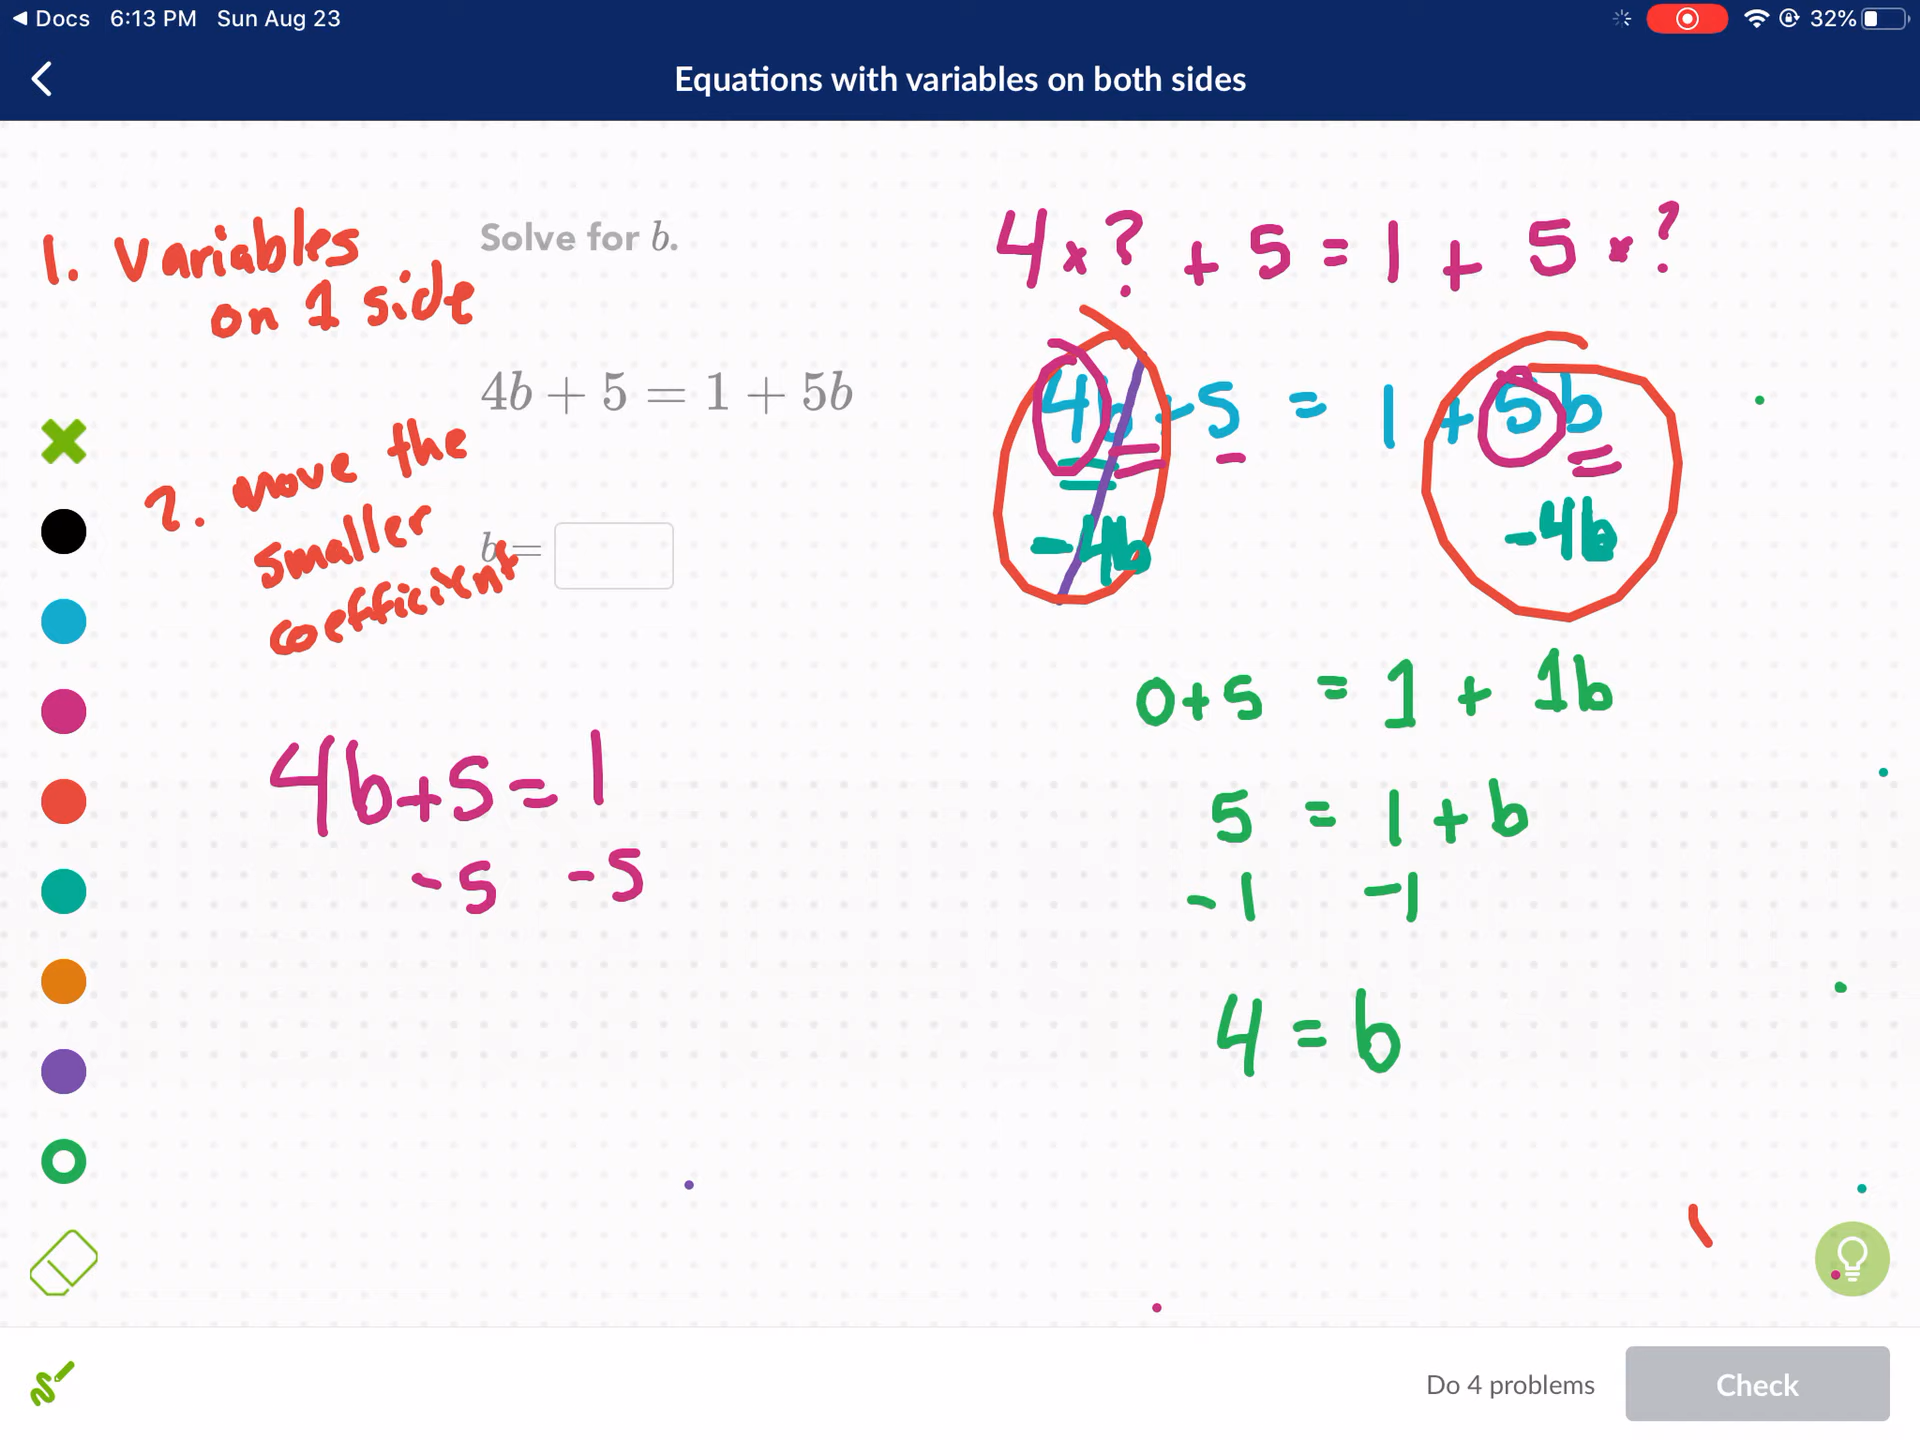 Docs 6:13 PM Sun Aug 23
32%
Equations with variables on both sides
1. Variables
on 1 side
Solve for b.
4b + 5 = 1 + 5b
2. move the
smaller
coefficient
b =
4b+5=1
-5 -5
4 x ? + 5 = 1 + 5 x ?
4b + 5 = 1 + 5b
-4b -4b
0+5 = 1 + 1b
5 = 1 + b
-1 -1
4 = b
Do 4 problems
Check